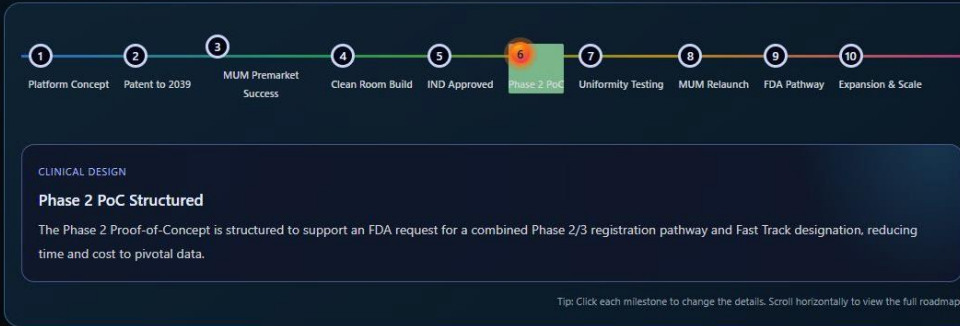 1
2
3
4
5
6
7
8
9
10
Platform Concept
Patent to 2039
MUM Premarket
Success
Clean Room Build
IND Approved
Phase 2 PoC
Uniformity Testing
MUM Relaunch
FDA Pathway
Expansion & Scale
CLINICAL DESIGN
Phase 2 PoC Structured
The Phase 2 Proof-of-Concept is structured to support an FDA request for a combined Phase 2/3 registration pathway and Fast Track designation, reducing
time and cost to pivotal data.
Tip: Click each milestone to change the details. Scroll horizontally to view the full roadmap